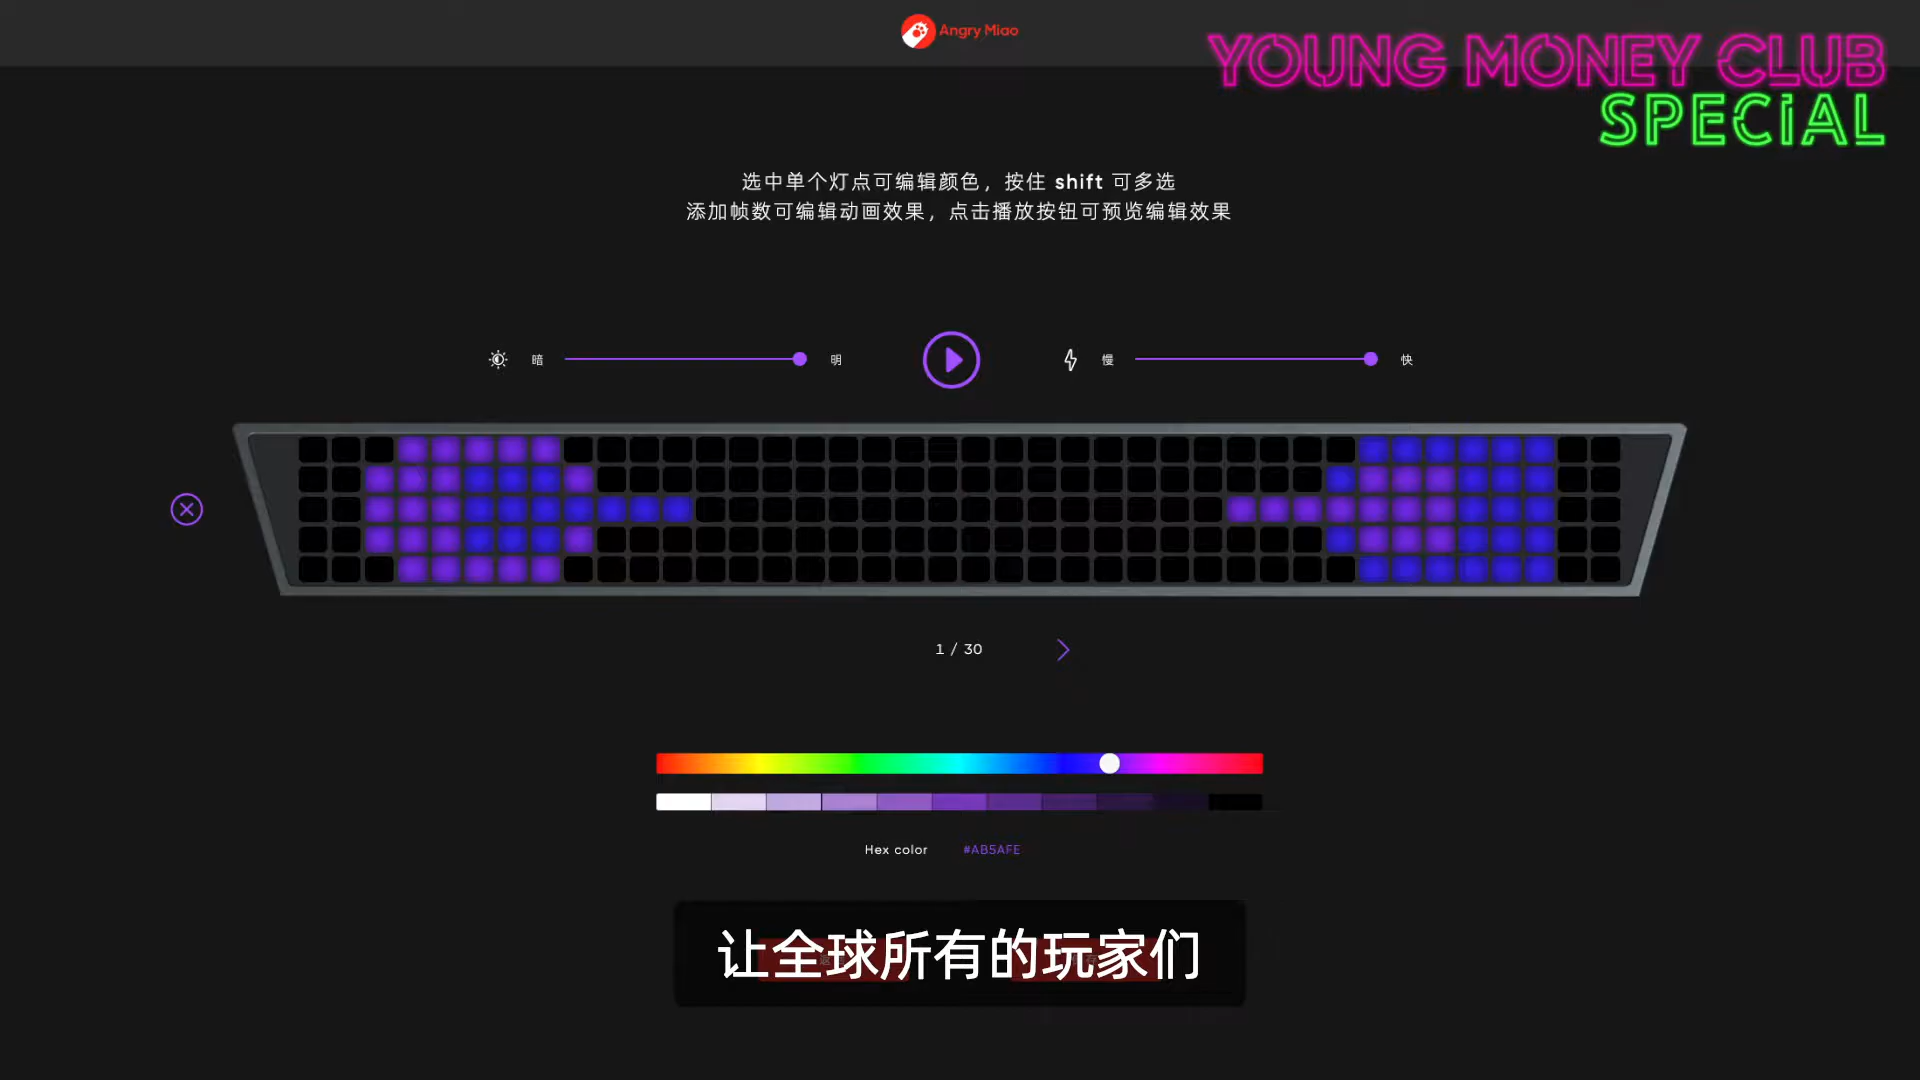 Angry Miao
YOUNG MONEY CLUB
SPECIAL
选中单个灯点可编辑颜色，按住 shift 可多选
添加帧数可编辑动画效果，点击播放按钮可预览编辑效果
暗
明
慢
快
1 / 30
Hex color #AB5AFE
让全球所有的玩家们